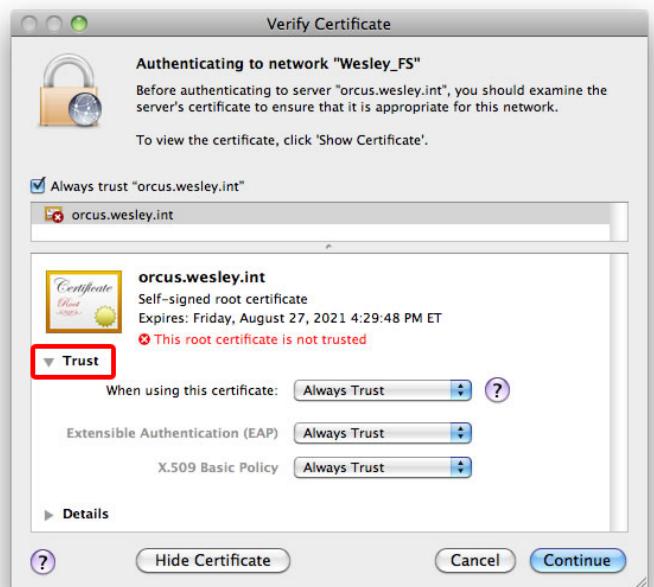 Verify Certificate
Authenticating to network "Wesley_FS"
Before authenticating to server "orcus.wesley.int", you should examine the
server's certificate to ensure that it is appropriate for this network.
To view the certificate, click 'Show Certificate'.
Always trust “orcus.wesley.int”
orcus.wesley.int
Certificate
Root
orcus.wesley.int
Self-signed root certificate
Expires: Friday, August 27, 2021 4:29:48 PM ET
This root certificate is not trusted
Trust
When using this certificate: Always Trust ?
Extensible Authentication (EAP) Always Trust
X.509 Basic Policy Always Trust
Details
? Hide Certificate Cancel Continue